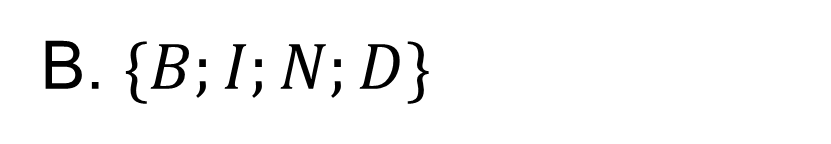 B. {B; I; N; D}